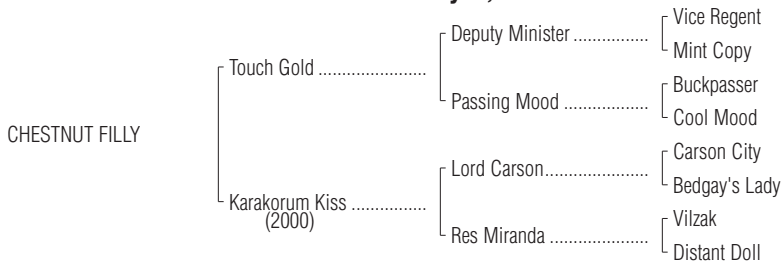 Vice Regent
Deputy Minister ................
Mint Copy
Touch Gold ......................
Buckpasser
Passing Mood ..................
Cool Mood
CHESTNUT FILLY
Carson City
Lord Carson......................
Bedgay's Lady
Karakorum Kiss ................
(2000)
Vilzak
Res Miranda .....................
Distant Doll